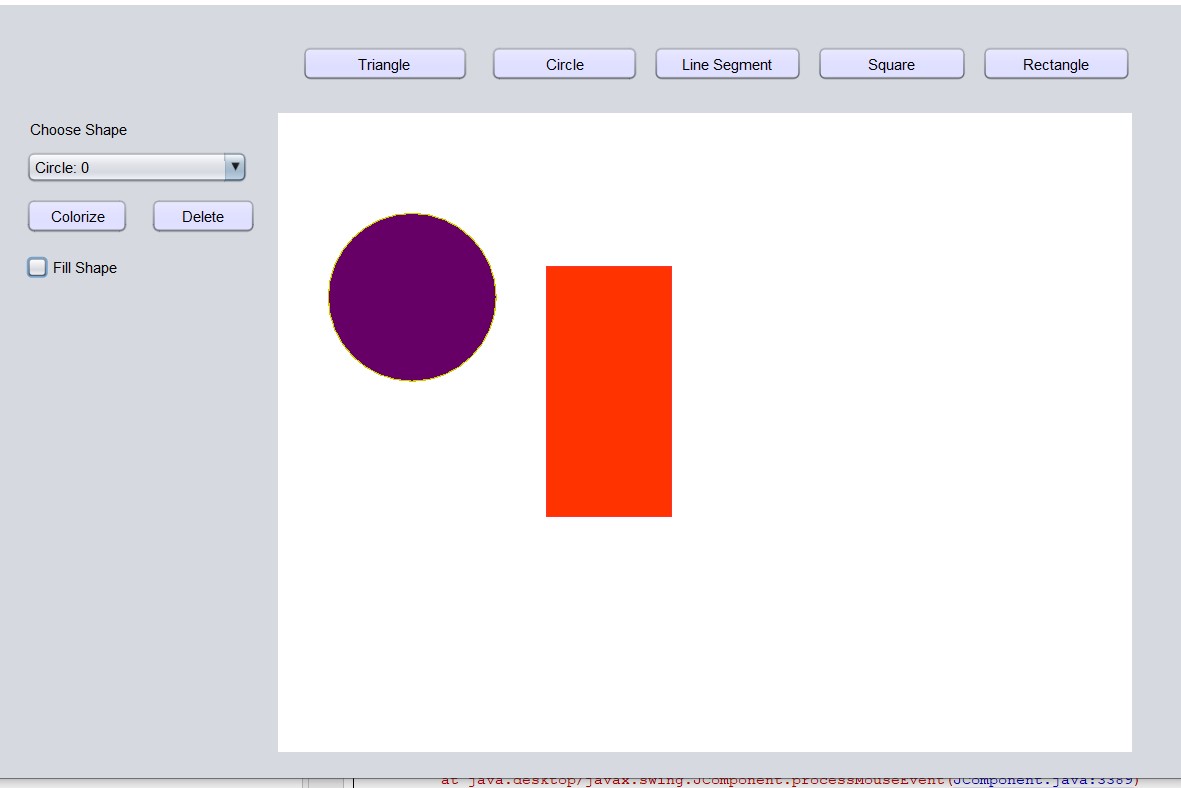 Triangle Circle Line Segment Square Rectangle
Choose Shape
Circle: 0
Colorize Delete
Fill Shape
at java.desktop/javax.swing.JComponent.processMouseEvent(JComponent.java:3389)